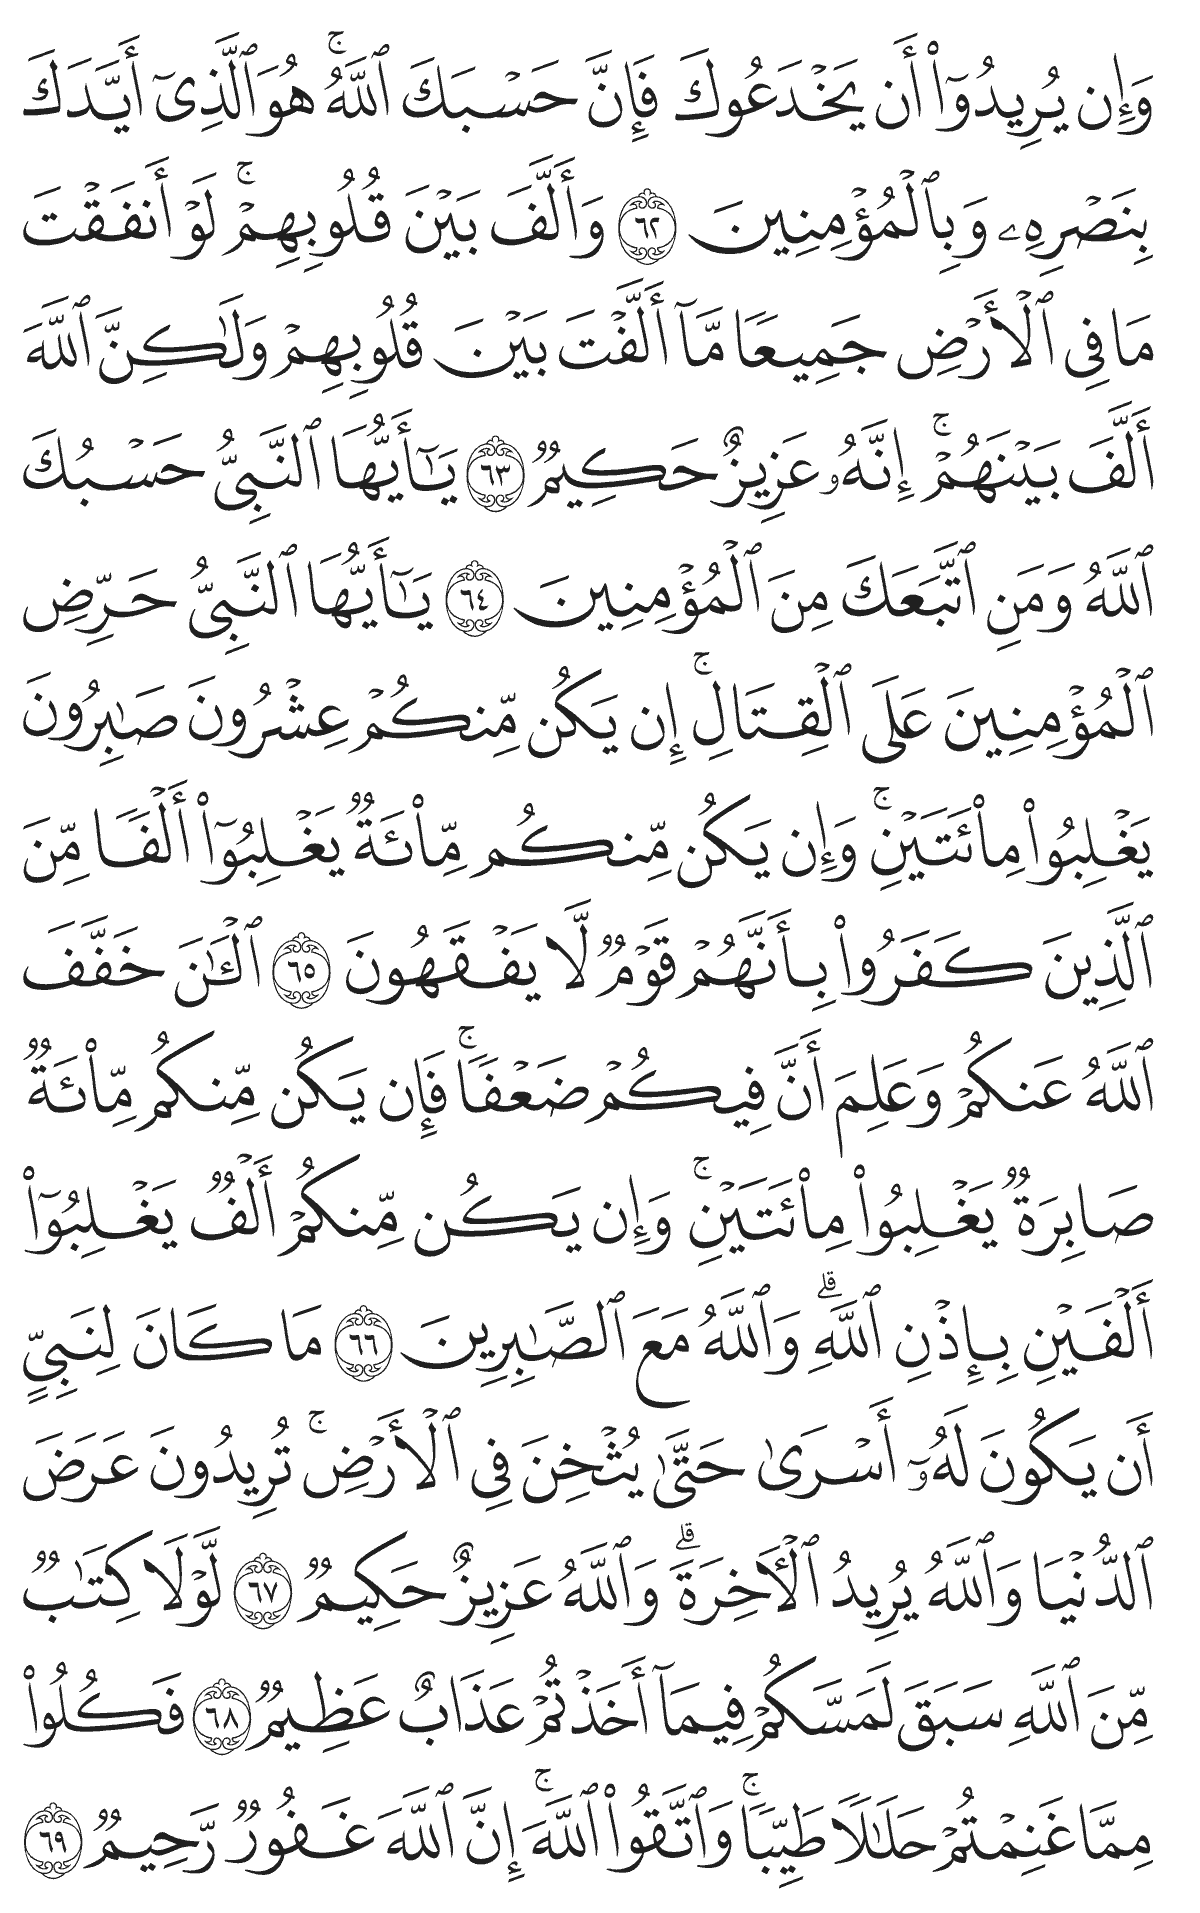 وَإِن يُرِيدُوٓا۟ أَن يَخۡدَعُوكَ فَإِنَّ حَسۡبَكَ ٱللَّهُۚ هُوَ ٱلَّذِيٓ أَيَّدَكَ
بِنَصۡرِهِۦ وَبِٱلۡمُؤۡمِنِينَ ٦٢ وَأَلَّفَ بَيۡنَ قُلُوبِهِمۡۚ لَوۡ أَنفَقۡتَ
مَا فِي ٱلۡأَرۡضِ جَمِيعٗا مَّآ أَلَّفۡتَ بَيۡنَ قُلُوبِهِمۡ وَلَٰكِنَّ ٱللَّهَ
أَلَّفَ بَيۡنَهُمۡۚ إِنَّهُۥ عَزِيزٌ حَكِيمٞ ٦٣ يَٰٓأَيُّهَا ٱلنَّبِيُّ حَسۡبُكَ
ٱللَّهُ وَمَنِ ٱتَّبَعَكَ مِنَ ٱلۡمُؤۡمِنِينَ ٦٤ يَٰٓأَيُّهَا ٱلنَّبِيُّ حَرِّضِ
ٱلۡمُؤۡمِنِينَ عَلَى ٱلۡقِتَالِۚ إِن يَكُن مِّنكُمۡ عِشۡرُونَ صَٰبِرُونَ
يَغۡلِبُوا۟ مِا۟ئَتَيۡنِۚ وَإِن يَكُن مِّنكُم مِّا۟ئَةٞ يَغۡلِبُوٓا۟ أَلۡفٗا مِّنَ
ٱلَّذِينَ كَفَرُوا۟ بِأَنَّهُمۡ قَوۡمٞ لَّا يَفۡقَهُونَ ٦٥ ٱلۡـَٰٔنَ خَفَّفَ
ٱللَّهُ عَنكُمۡ وَعَلِمَ أَنَّ فِيكُمۡ ضَعۡفٗاۚ فَإِن يَكُن مِّنكُم مِّا۟ئَةٞ
صَابِرَةٞ يَغۡلِبُوا۟ مِا۟ئَتَيۡنِۚ وَإِن يَكُن مِّنكُمۡ أَلۡفٞ يَغۡلِبُوٓا۟
أَلۡفَيۡنِ بِإِذۡنِ ٱللَّهِۗ وَٱللَّهُ مَعَ ٱلصَّٰبِرِينَ ٦٦ مَا كَانَ لِنَبِيٍّ
أَن يَكُونَ لَهُۥٓ أَسۡرَىٰ حَتَّىٰ يُثۡخِنَ فِي ٱلۡأَرۡضِۚ تُرِيدُونَ عَرَضَ
ٱلدُّنۡيَا وَٱللَّهُ يُرِيدُ ٱلۡأٓخِرَةَۗ وَٱللَّهُ عَزِيزٌ حَكِيمٞ ٦٧ لَّوۡلَا كِتَٰبٞ
مِّنَ ٱللَّهِ سَبَقَ لَمَسَّكُمۡ فِيمَآ أَخَذۡتُمۡ عَذَابٌ عَظِيمٞ ٦٨ فَكُلُوا۟
مِمَّا غَنِمۡتُمۡ حَلَٰلٗا طَيِّبٗاۚ وَٱتَّقُوا۟ ٱللَّهَۚ إِنَّ ٱللَّهَ غَفُورٞ رَّحِيمٞ ٦٩